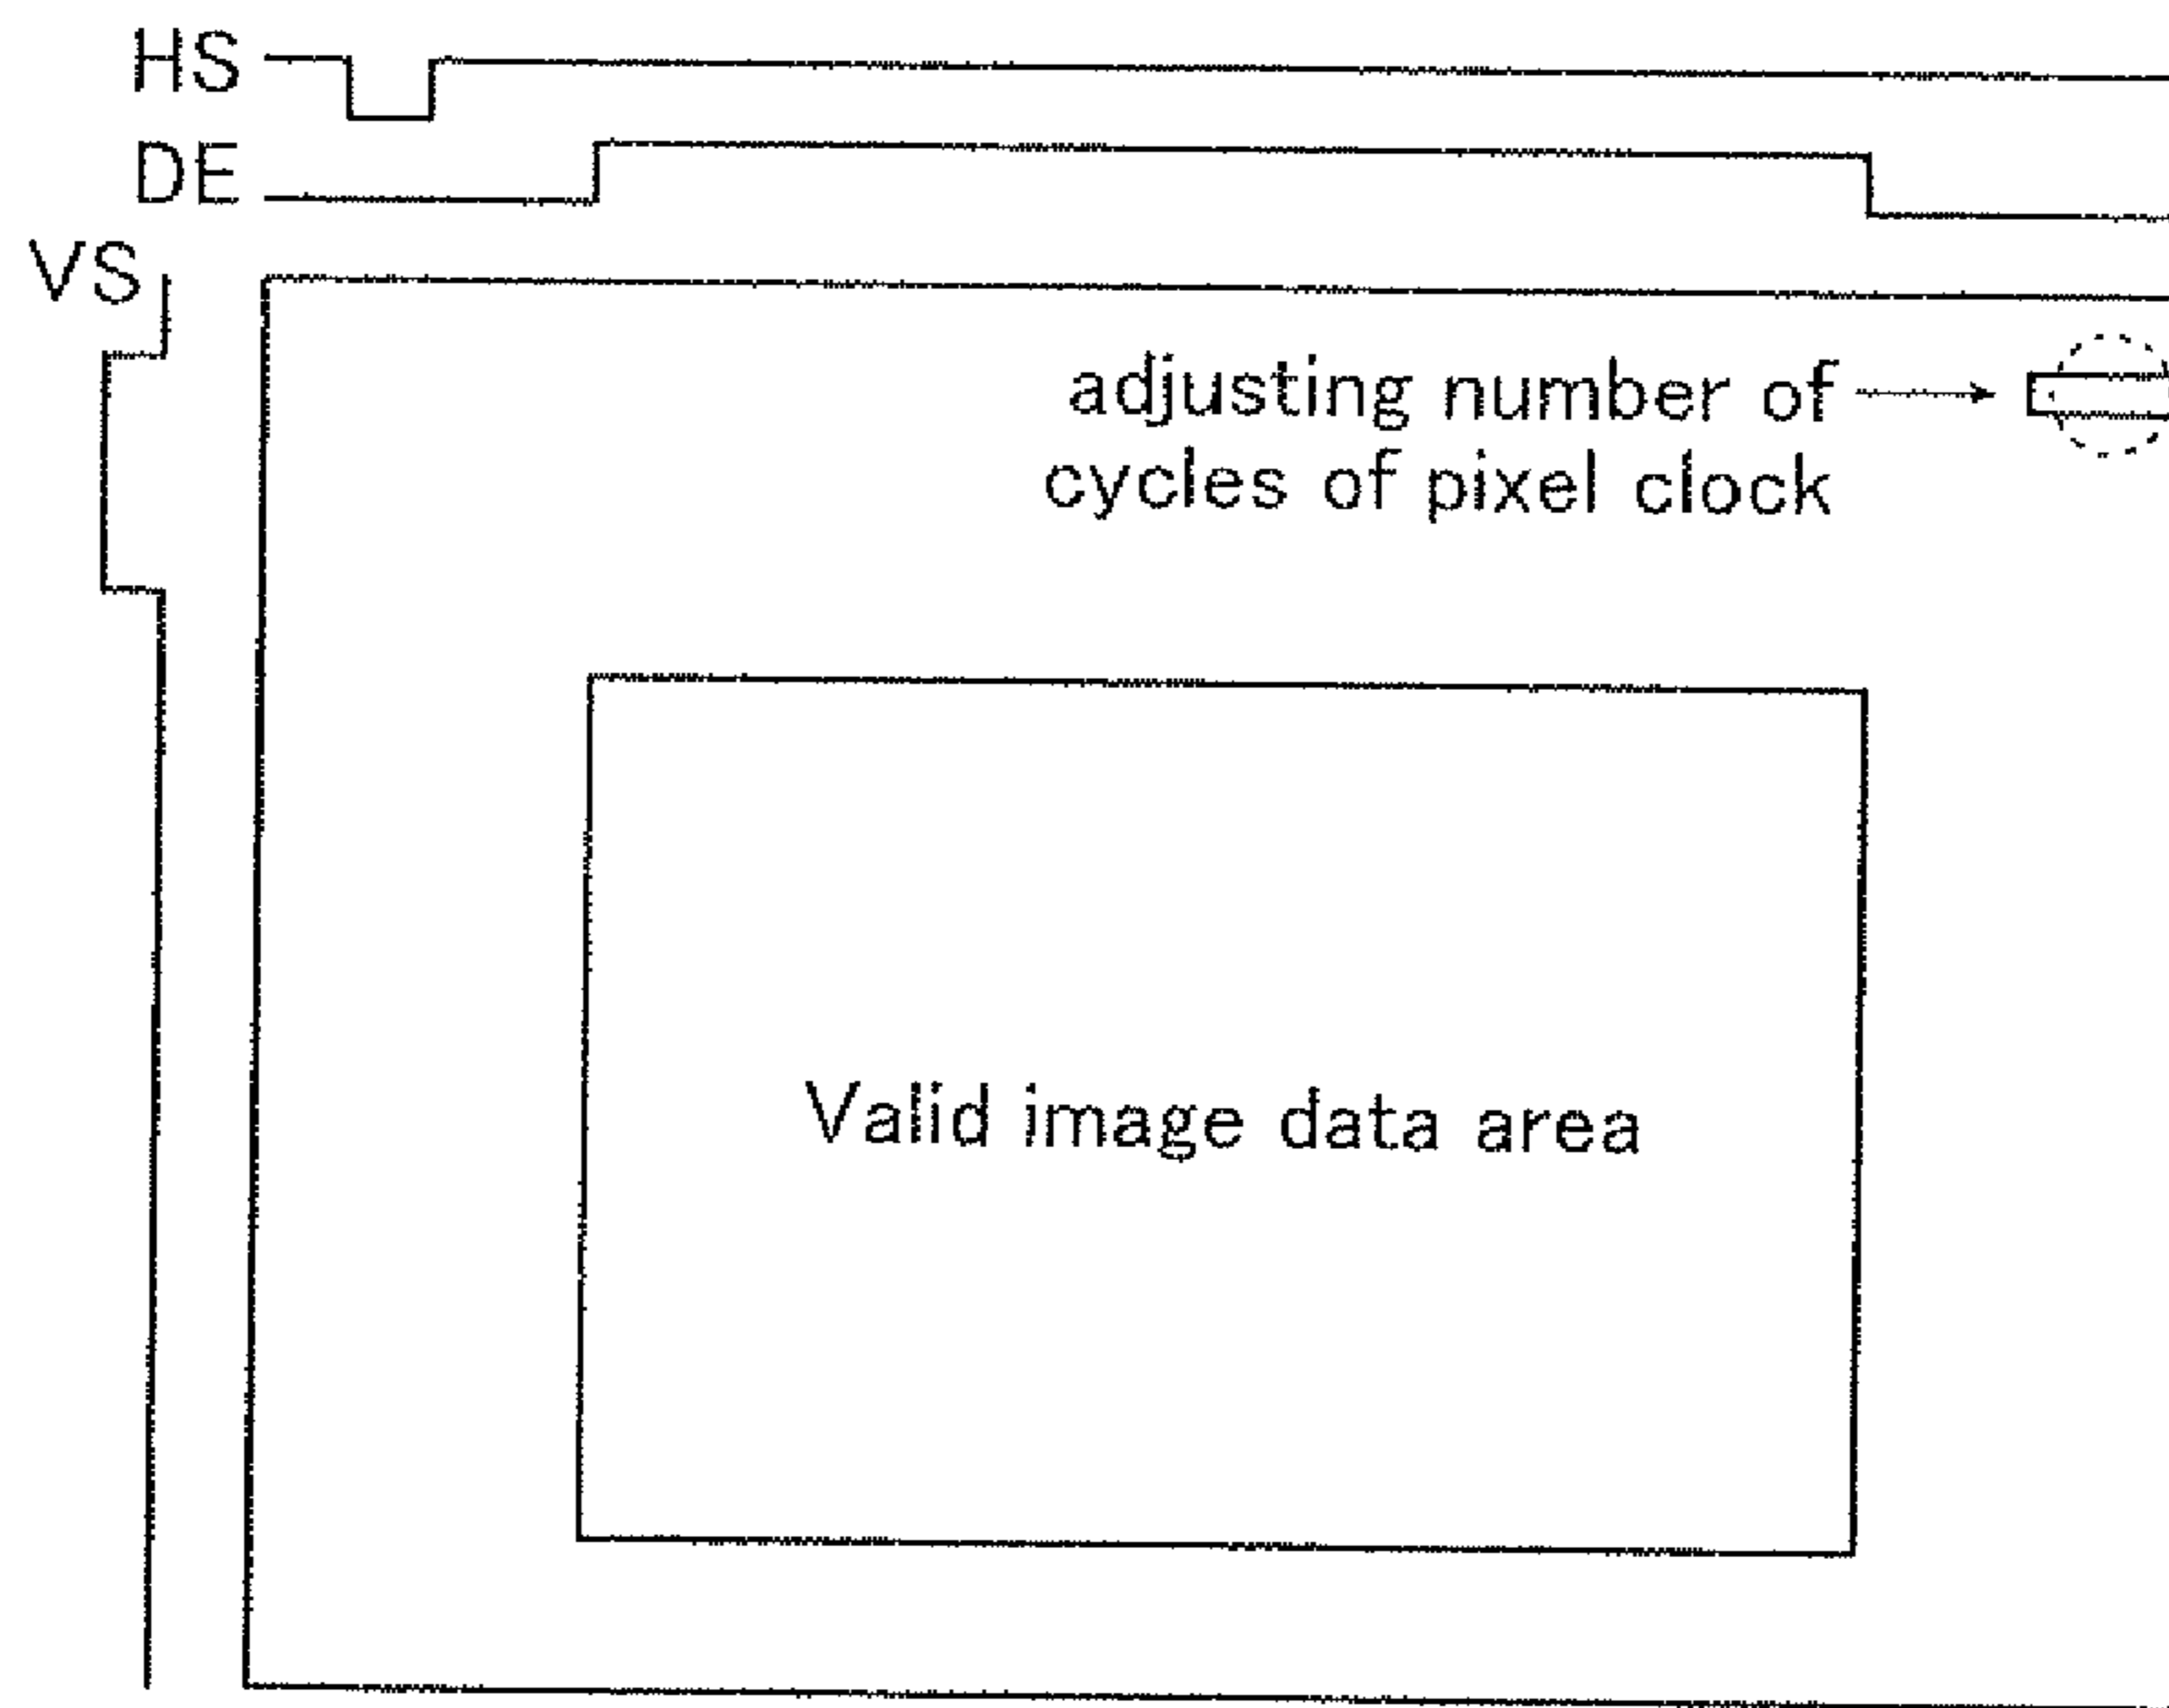 HS
DE
VS
adjusting number of
cycles of pixel clock
Valid image data area